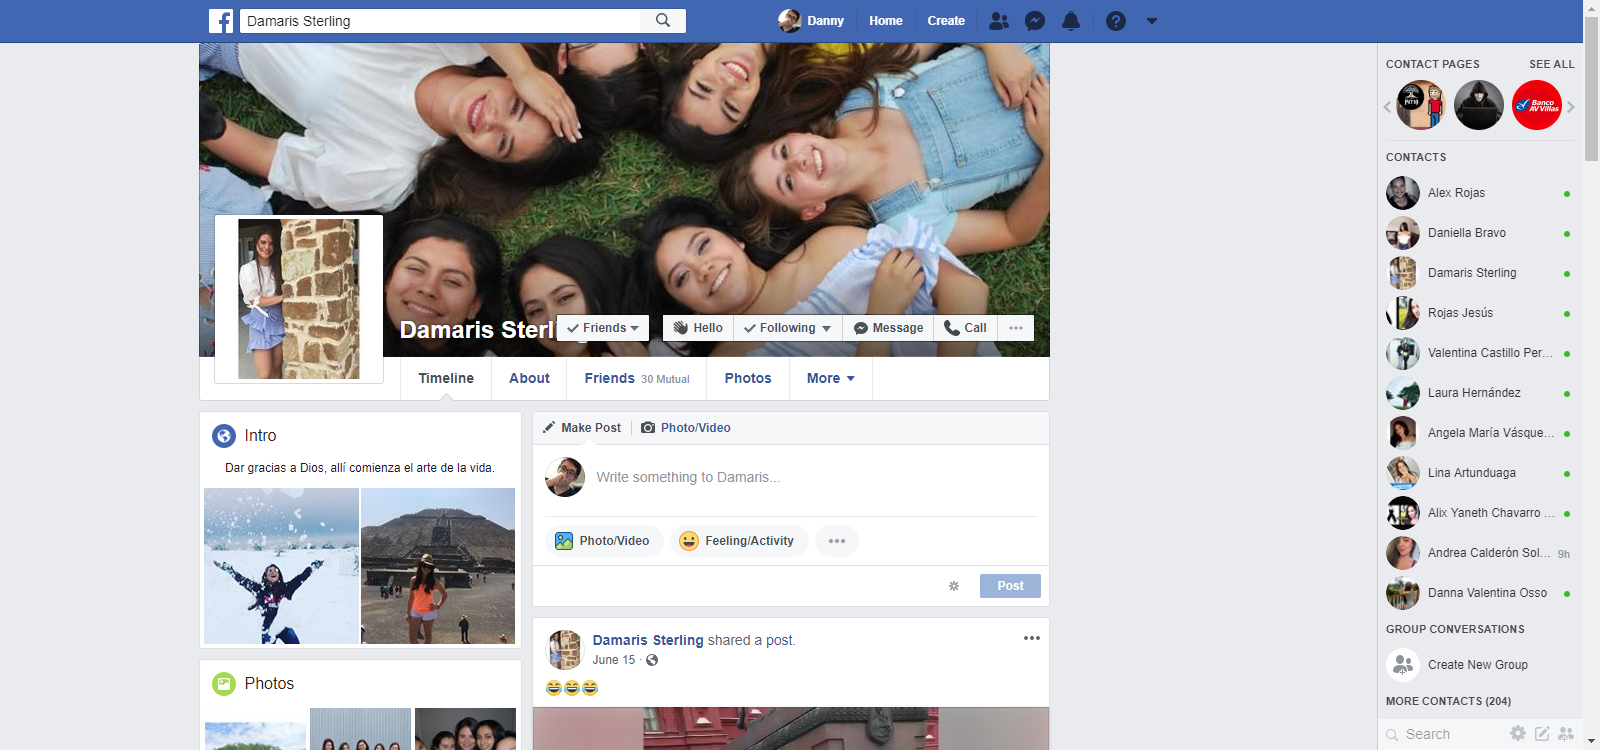 Damaris Sterling
Danny
Home
Create
CONTACT PAGES
SEE ALL
Banco
AV Villas
CONTACTS
Alex Rojas
Daniella Bravo
Damaris Sterling
Rojas Jesús
Valentina Castillo Per...
Laura Hernández
Angela María Vásque...
Lina Artunduaga
Alix Yaneth Chavarro ...
Andrea Calderón Sol... 9h
Danna Valentina Osso
GROUP CONVERSATIONS
Create New Group
MORE CONTACTS (204)
Search
Friends
Hello
Following
Message
Call
Timeline
About
Friends 30 Mutual
Photos
More
Intro
Dar gracias a Dios, allí comienza el arte de la vida.
Photos
Make Post
Photo/Video
Write something to Damaris...
Photo/Video
Feeling/Activity
Post
Damaris Sterling shared a post.
June 15 ·
😂😂😂